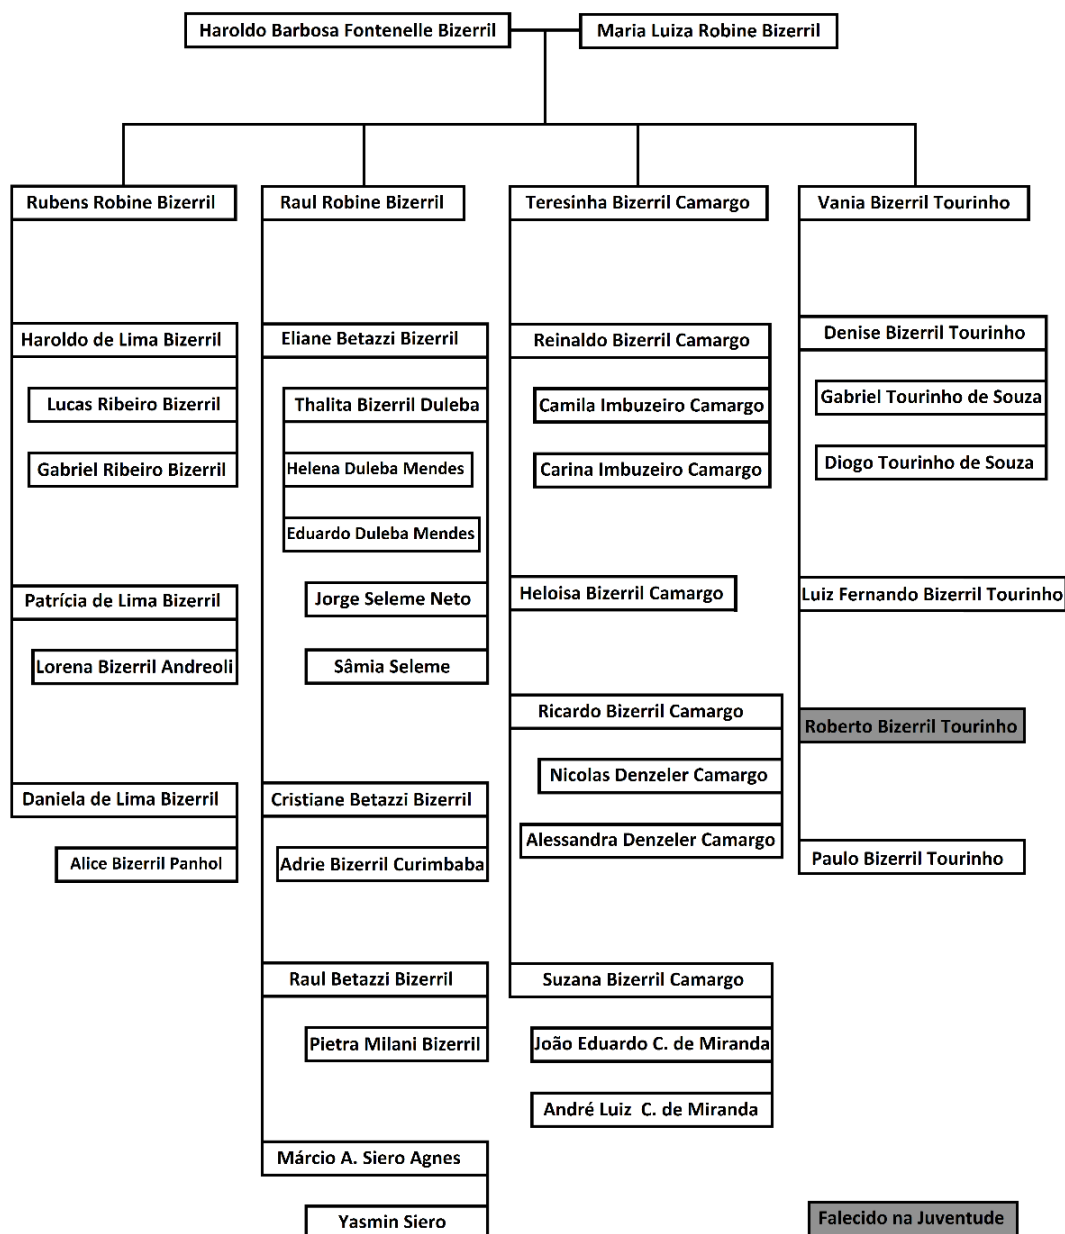 Haroldo Barbosa Fontenelle Bizerril
Maria Luiza Robine Bizerril
Rubens Robine Bizerril
Haroldo de Lima Bizerril
Lucas Ribeiro Bizerril
Gabriel Ribeiro Bizerril
Patrícia de Lima Bizerril
Lorena Bizerril Andreoli
Daniela de Lima Bizerril
Alice Bizerril Panhol
Raul Robine Bizerril
Eliane Betazzi Bizerril
Thalita Bizerril Duleba
Helena Duleba Mendes
Eduardo Duleba Mendes
Jorge Seleme Neto
Sâmia Seleme
Cristiane Betazzi Bizerril
Adrie Bizerril Curimbaba
Raul Betazzi Bizerril
Pietra Milani Bizerril
Márcio A. Siero Agnes
Yasmin Siero
Teresinha Bizerril Camargo
Reinaldo Bizerril Camargo
Camila Imbuzeiro Camargo
Carina Imbuzeiro Camargo
Heloisa Bizerril Camargo
Ricardo Bizerril Camargo
Nicolas Denzeler Camargo
Alessandra Denzeler Camargo
Suzana Bizerril Camargo
João Eduardo C. de Miranda
André Luiz C. de Miranda
Vania Bizerril Tourinho
Denise Bizerril Tourinho
Gabriel Tourinho de Souza
Diogo Tourinho de Souza
Luiz Fernando Bizerril Tourinho
Roberto Bizerril Tourinho
Paulo Bizerril Tourinho
Falecido na Juventude